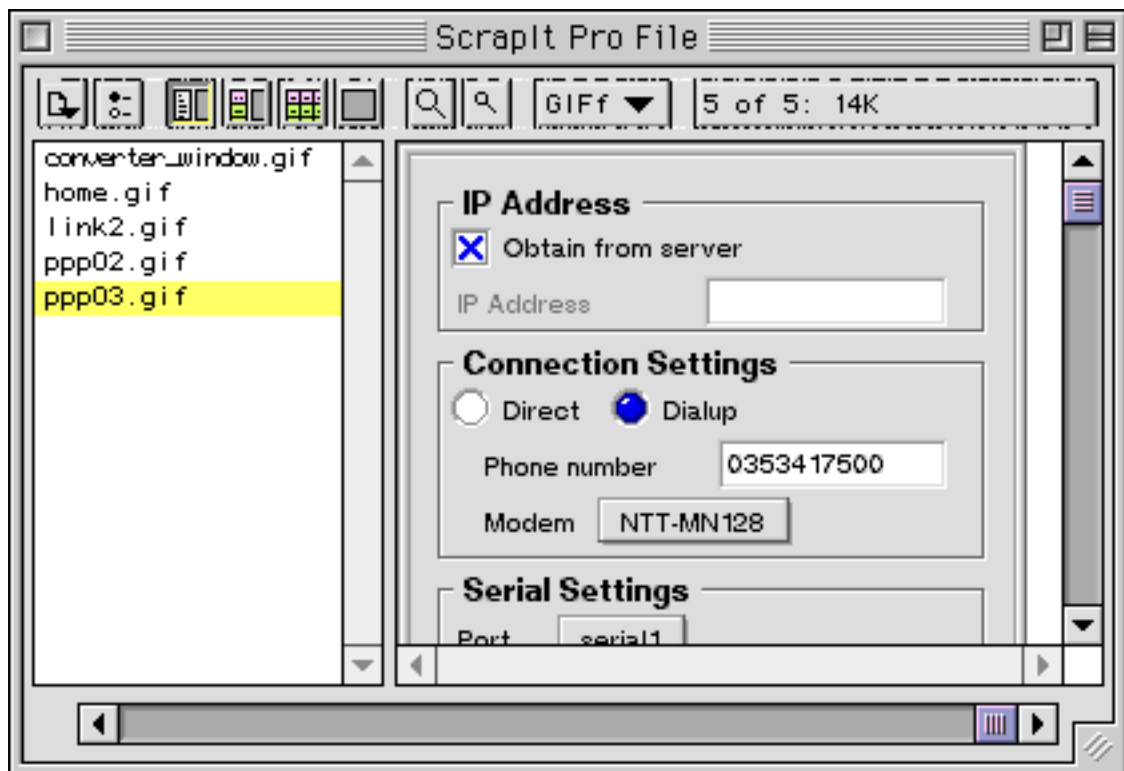 ScrapIt Pro File
GIFf
5 of 5: 14K
converter_window.gif
home.gif
link2.gif
ppp02.gif
ppp03.gif
IP Address
Obtain from server
IP Address
Connection Settings
Direct Dialup
Phone number 0353417500
Modem NTT-MN128
Serial Settings
Port serial1